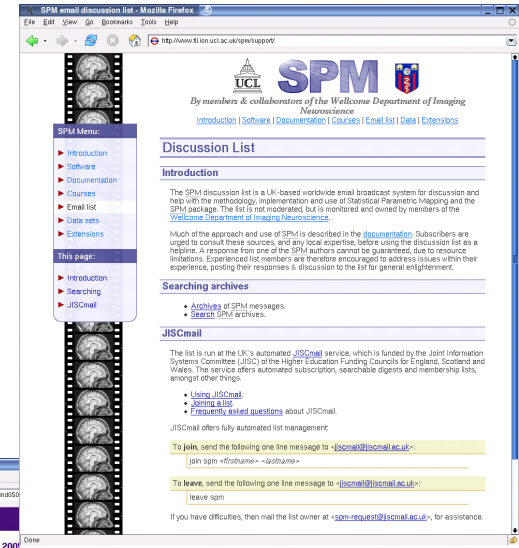 SPM email discussion list - Mozilla Firefox
File Edit View Go Bookmarks Tools Help
http://www.fil.ion.ucl.ac.uk/spm/support/
UCL
SPM
By members & collaborators of the Wellcome Department of Imaging
Neuroscience
Introduction | Software | Documentation | Courses | Email list | Data | Extensions
SPM Menu:
Introduction
Software
Documentation
Courses
Email list
Data sets
Extensions
This page:
Introduction
Searching
JISCmail
Discussion List
Introduction
The SPM discussion list is a UK-based worldwide email broadcast system for discussion and
help with the methodology, implementation and use of Statistical Parametric Mapping and the
SPM package. The list is not moderated, but is monitored and owned by members of the
Wellcome Department of Imaging Neuroscience.
Much of the approach and use of SPM is described in the documentation. Subscribers are
urged to consult these sources, and any local expertise, before using the discussion list as a
helpline. A response from one of the SPM authors cannot be guaranteed, due to resource
limitations. Experienced list members are therefore encouraged to address issues within their
experience, posting their responses & discussion to the list for general enlightenment.
Searching archives
Archives of SPM messages.
Search SPM archives.
JISCmail
The list is run at the UK's automated JISCmail service, which is funded by the Joint Information
Systems Committee (JISC) of the Higher Education Funding Councils for England, Scotland and
Wales. The service offers automated subscription, searchable digests and membership lists,
amongst other things.
Using JISCmail.
Joining a list.
Frequently asked questions about JISCmail.
JISCmail offers fully automated list management:
To join, send the following one line message to <jiscmail@jiscmail.ac.uk>:
join spm <firstname> <lastname>
To leave, send the following one line message to <jiscmail@jiscmail.ac.uk>:
leave spm
If you have difficulties, then mail the list owner at <spm-request@jiscmail.ac.uk>, for assistance.
Done
ind050
200